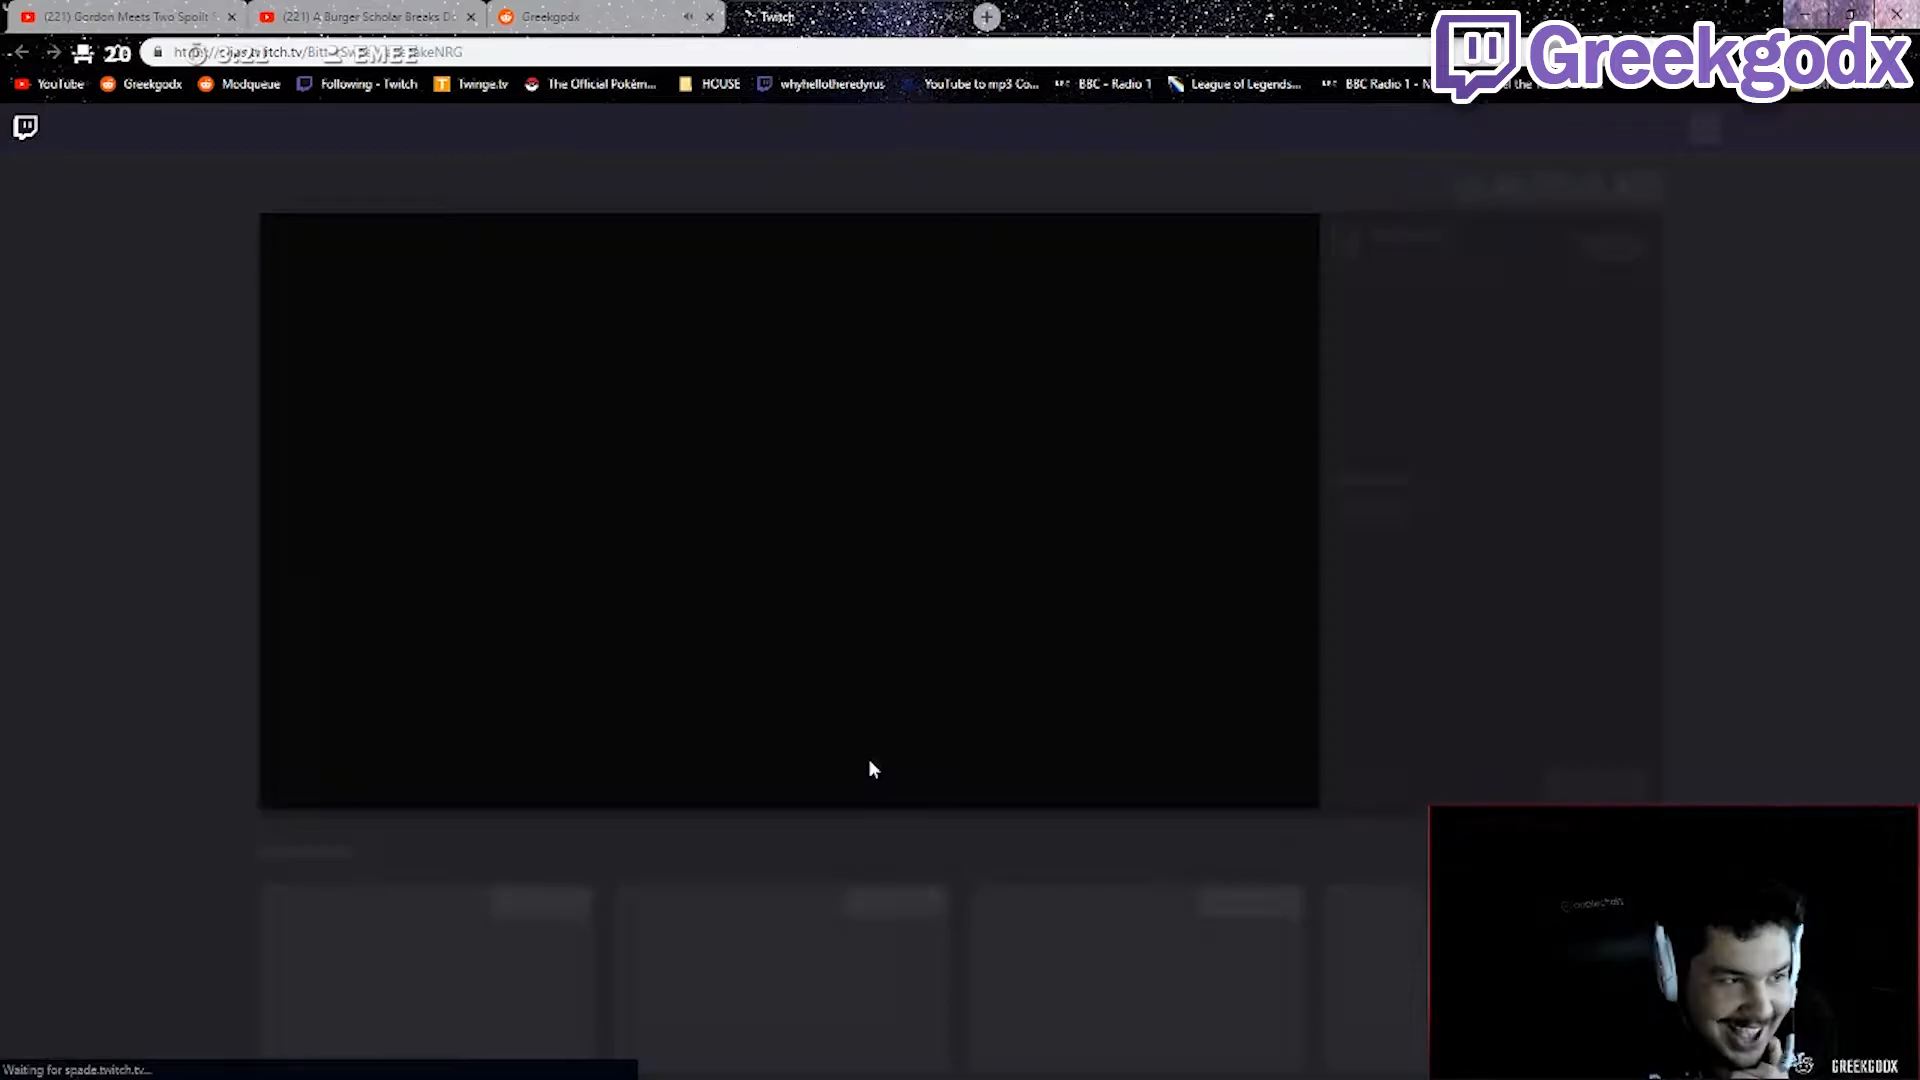 (221) Gordon Meets Two Spoilt S
(221) A Burger Scholar Breaks Do
Greekgodx
Twitch
20
YouTube
Greekgodx
Modqueue
Following - Twitch
Twinge.tv
The Official Pokém...
HOUSE
whyhellotheredyrus
YouTube to mp3 Co...
BBC - Radio 1
League of Legends...
BBC Radio 1 - N
Greekgodx
Waiting for spade.twitch.tv...
GREEKGODX